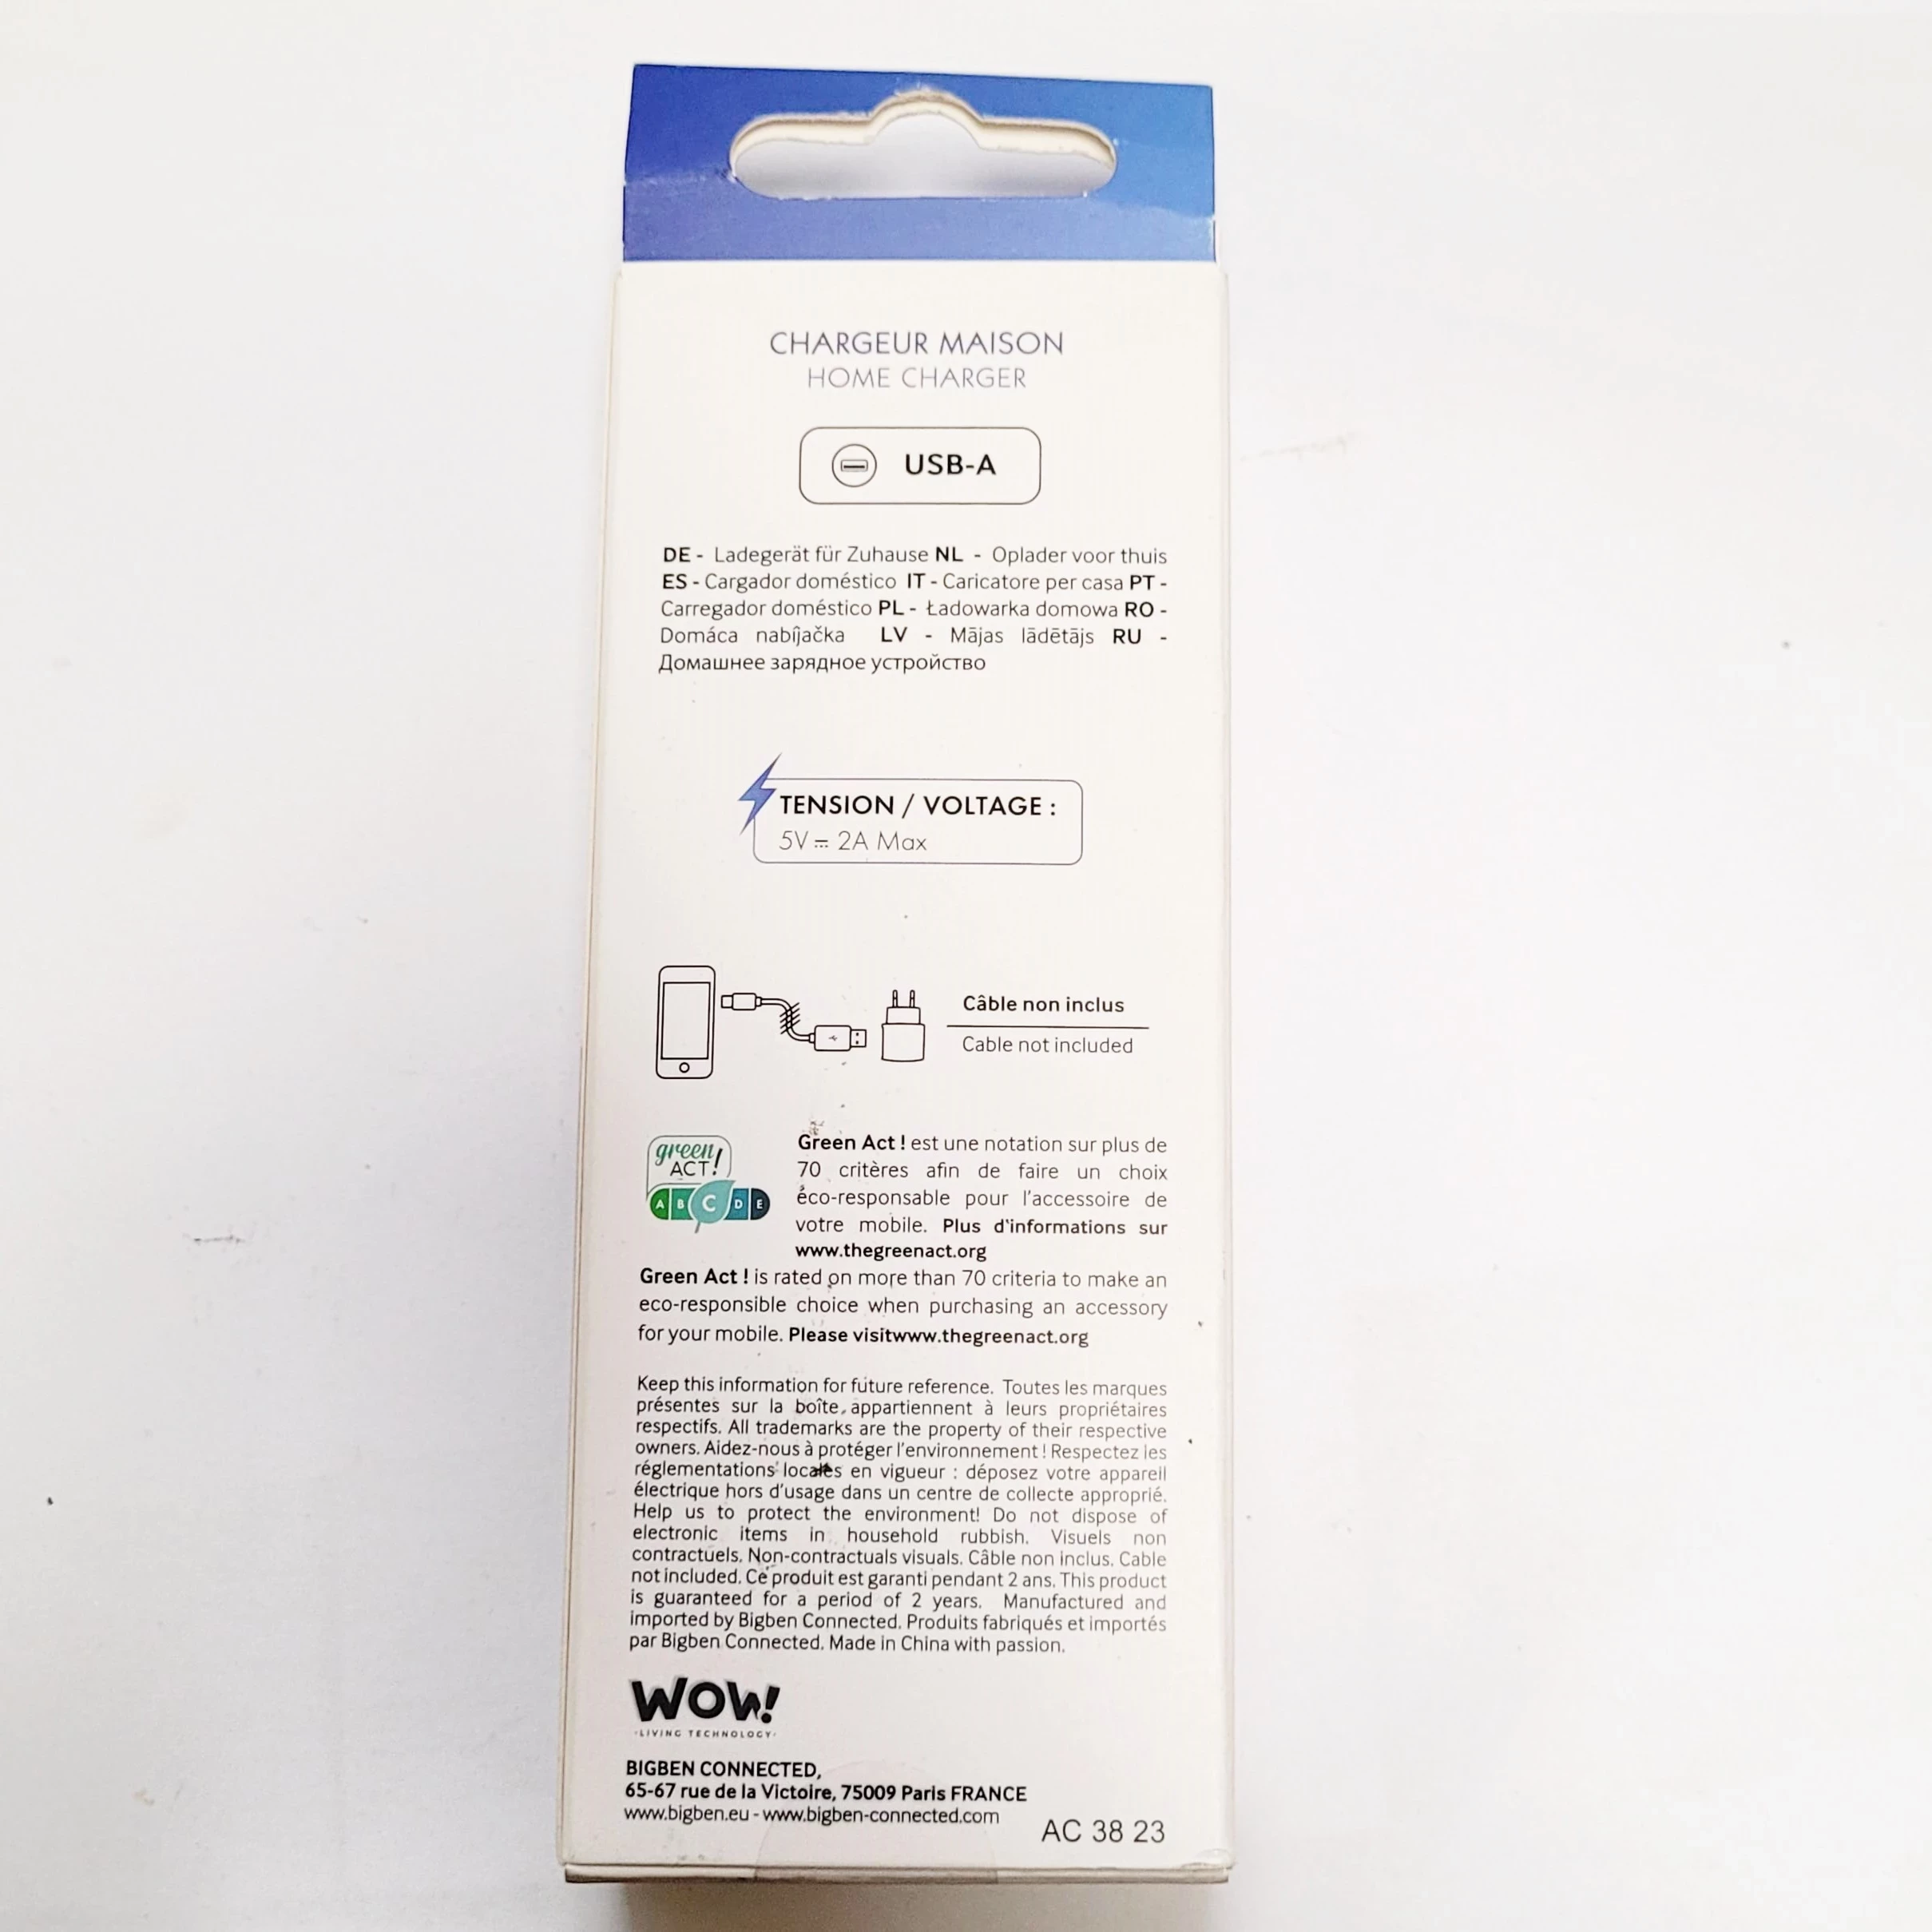 CHARGEUR MAISON
HOME CHARGER
USB-A
DE - Ladegerät für Zuhause NL - Oplader voor thuis
ES - Cargador doméstico IT - Caricatore per casa PT -
Carregador doméstico PL - Ładowarka domowa RO -
Domáca nabíjačka LV - Mājas lādētājs RU -
Домашнее зарядное устройство
TENSION / VOLTAGE :
5V ⎓ 2A Max
Câble non inclus
Cable not included
green
ACT!
A B C D E
Green Act ! est une notation sur plus de
70 critères afin de faire un choix
éco-responsable pour l'accessoire de
votre mobile. Plus d'informations sur
www.thegreenact.org
Green Act ! is rated on more than 70 criteria to make an
eco-responsible choice when purchasing an accessory
for your mobile. Please visitwww.thegreenact.org
Keep this information for future reference. Toutes les marques
présentes sur la boîte appartiennent à leurs propriétaires
respectifs. All trademarks are the property of their respective
owners. Aidez-nous à protéger l'environnement ! Respectez les
réglementations locales en vigueur : déposez votre appareil
électrique hors d'usage dans un centre de collecte approprié.
Help us to protect the environment! Do not dispose of
electronic items in household rubbish. Visuels non
contractuels. Non-contractuals visuals. Câble non inclus. Cable
not included. Ce produit est garanti pendant 2 ans. This product
is guaranteed for a period of 2 years. Manufactured and
imported by Bigben Connected. Produits fabriqués et importés
par Bigben Connected. Made in China with passion.
WOW!
·LIVING TECHNOLOGY·
BIGBEN CONNECTED,
65-67 rue de la Victoire, 75009 Paris FRANCE
www.bigben.eu - www.bigben-connected.com
AC 38 23